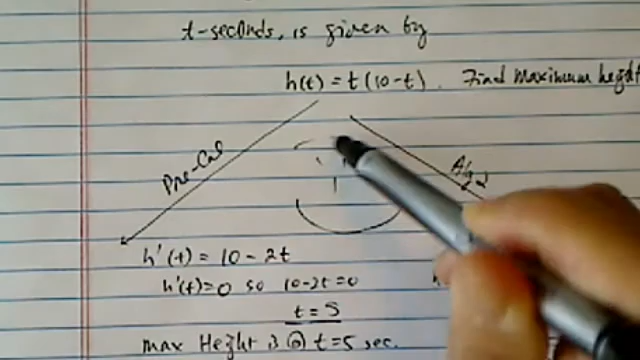 t-seconds, is given by
h(t) = t(10-t). Find Maximum height
Pre-Cal
Alg 2
h'(t) = 10-2t
h'(t)=0 so 10-2t=0
t = 5
max Height is @ t=5 sec.